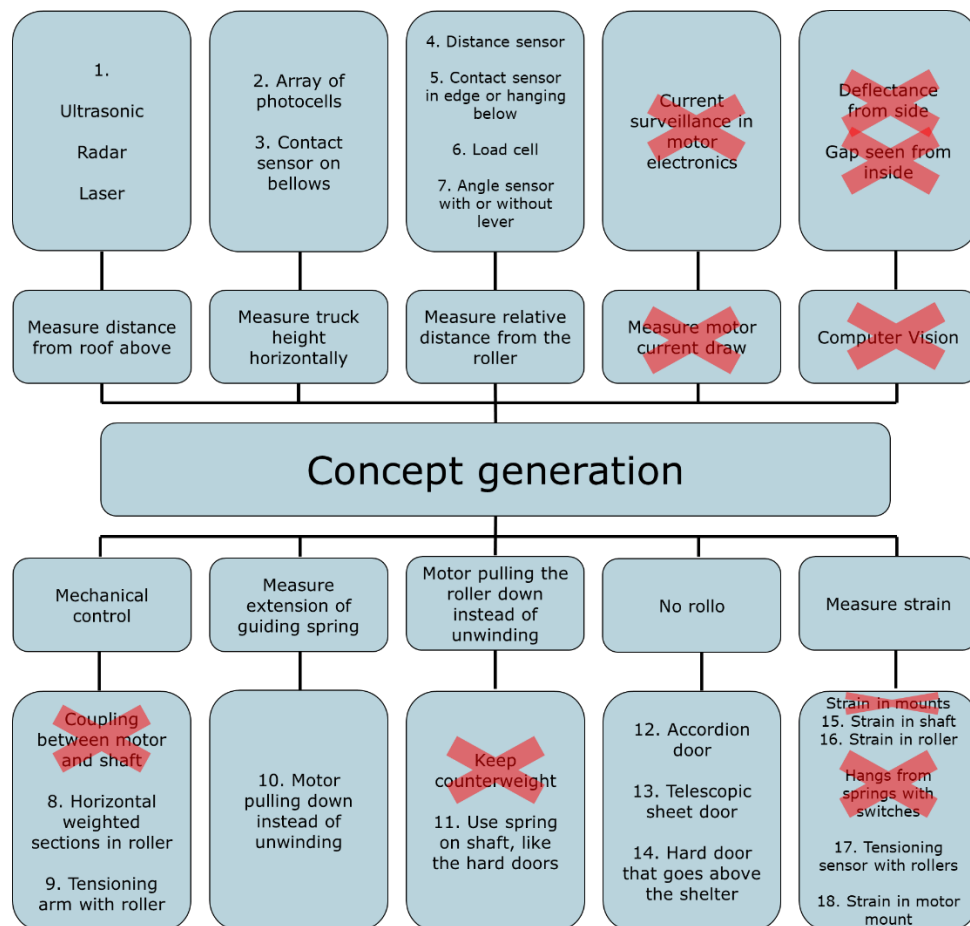 1.
Ultrasonic
Radar
Laser
2. Array of
photocells
3. Contact
sensor on
bellows
4. Distance sensor
5. Contact sensor
in edge or hanging
below
6. Load cell
7. Angle sensor
with or without
lever
Current
surveillance in
motor
electronics
Deflectance
from side
Gap seen from
inside
Measure distance
from roof above
Measure truck
height
horizontally
Measure relative
distance from the
roller
Measure motor
current draw
Computer Vision
Concept generation
Mechanical
control
Measure
extension of
guiding spring
Motor pulling the
roller down
instead of
unwinding
No rollo
Measure strain
Coupling
between motor
and shaft
8. Horizontal
weighted
sections in roller
9. Tensioning
arm with roller
10. Motor
pulling down
instead of
unwinding
Keep
counterweight
11. Use spring
on shaft, like
the hard doors
12. Accordion
door
13. Telescopic
sheet door
14. Hard door
that goes above
the shelter
Strain in mounts
15. Strain in shaft
16. Strain in roller
Hangs from
springs with
switches
17. Tensioning
sensor with rollers
18. Strain in motor
mount